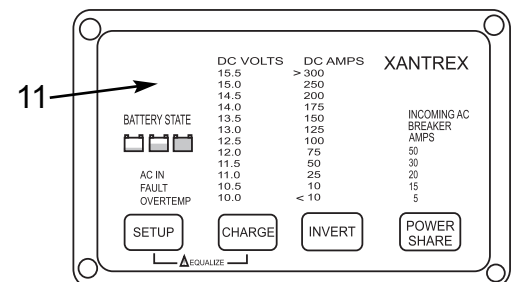 11
XANTREX
DC VOLTS DC AMPS
15.5 > 300
15.0 250
14.5 200
14.0 175
13.5 150
13.0 125
12.5 100
12.0 75
11.5 50
11.0 25
10.5 10
10.0 < 10
BATTERY STATE
AC IN
FAULT
OVERTEMP
INCOMING AC
BREAKER
AMPS
50
30
20
15
5
SETUP CHARGE INVERT POWER
SHARE
EQUALIZE